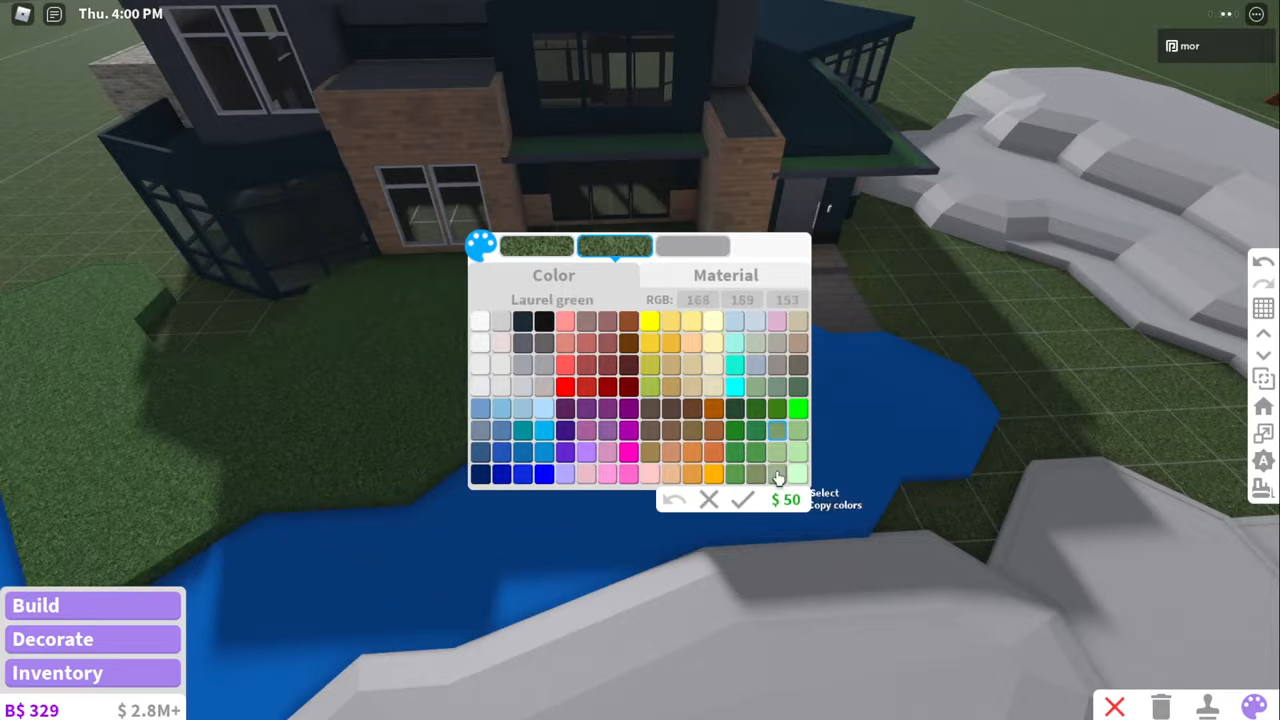 Thu. 4:00 PM
mor
Color
Material
Laurel green
RGB: 168 189 153
$ 50
Select
Copy colors
Build
Decorate
Inventory
B$ 329
$ 2.8M+